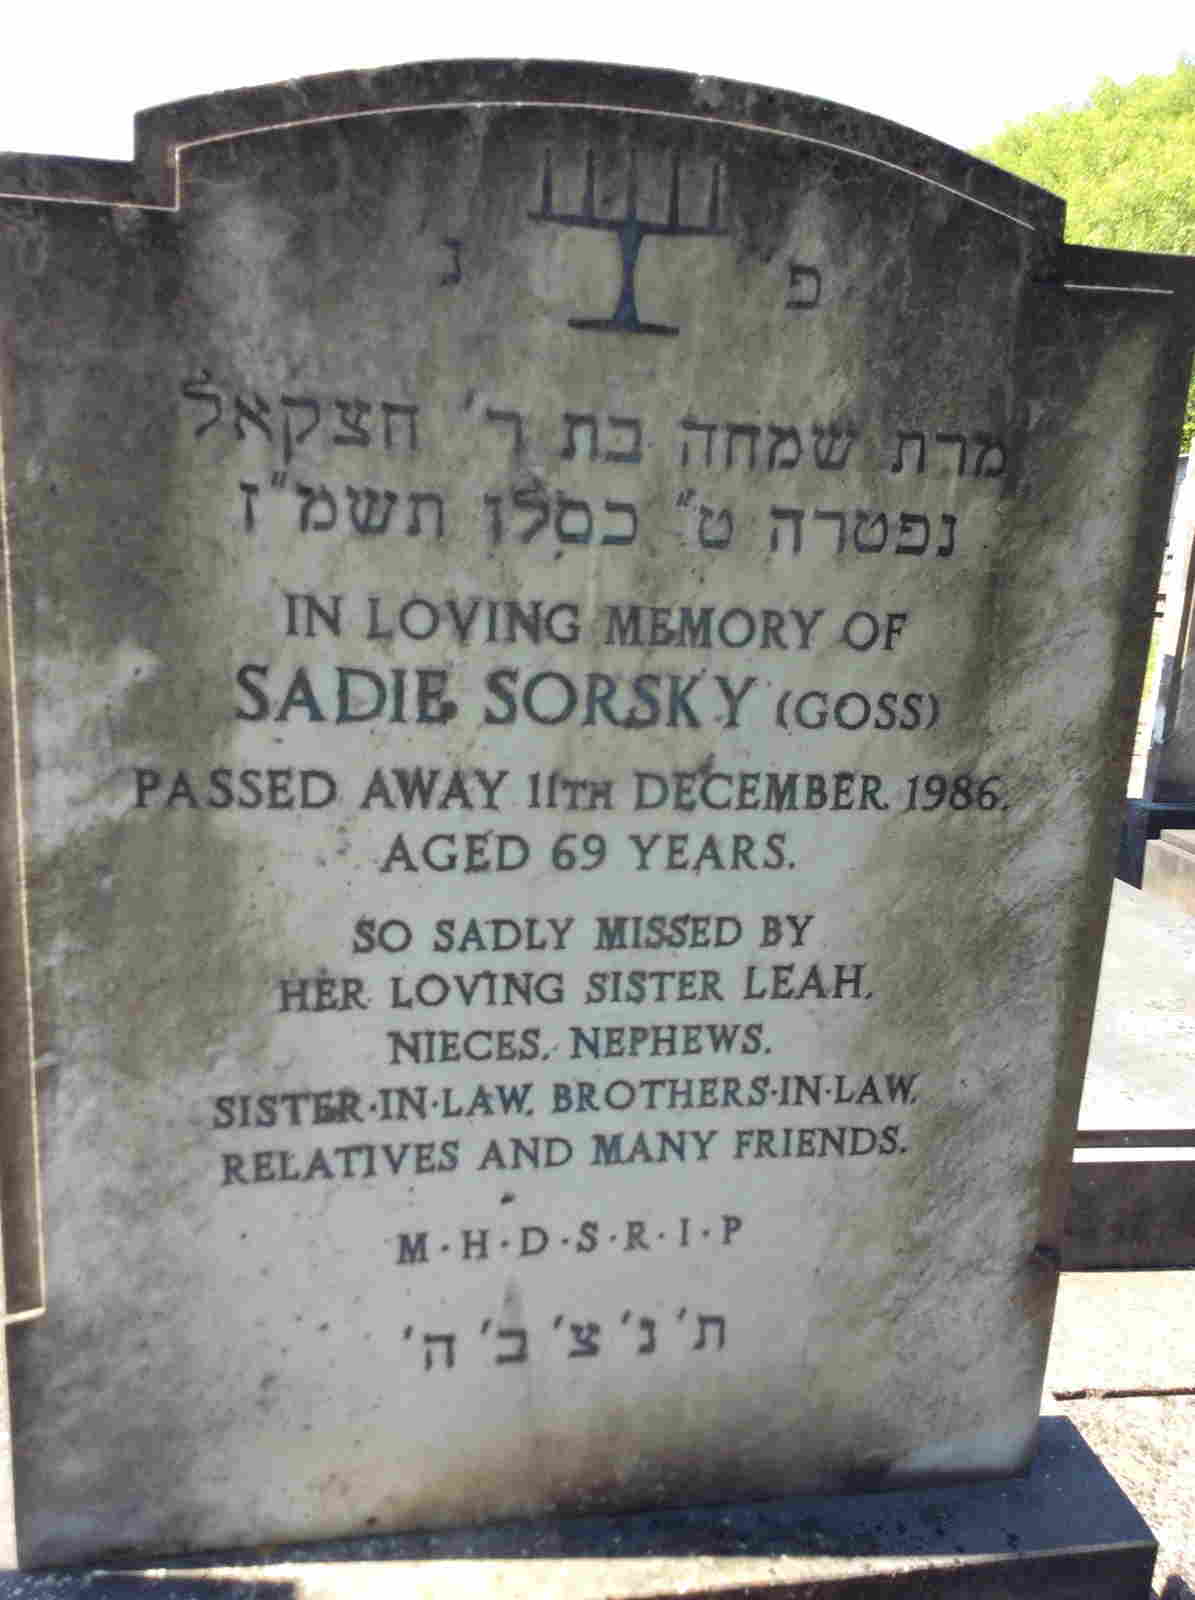 פ' נ
מרת שמחה בת ר' חצקאל
נפטרה ט" כסלו תשמ"ז
IN LOVING MEMORY OF
SADIE SORSKY (GOSS)
PASSED AWAY 11TH DECEMBER 1986.
AGED 69 YEARS.
SO SADLY MISSED BY
HER LOVING SISTER LEAH,
NIECES, NEPHEWS,
SISTER·IN·LAW, BROTHERS·IN·LAW,
RELATIVES AND MANY FRIENDS.
M·H·D·S·R·I·P
ת' נ' צ' ב' ה'